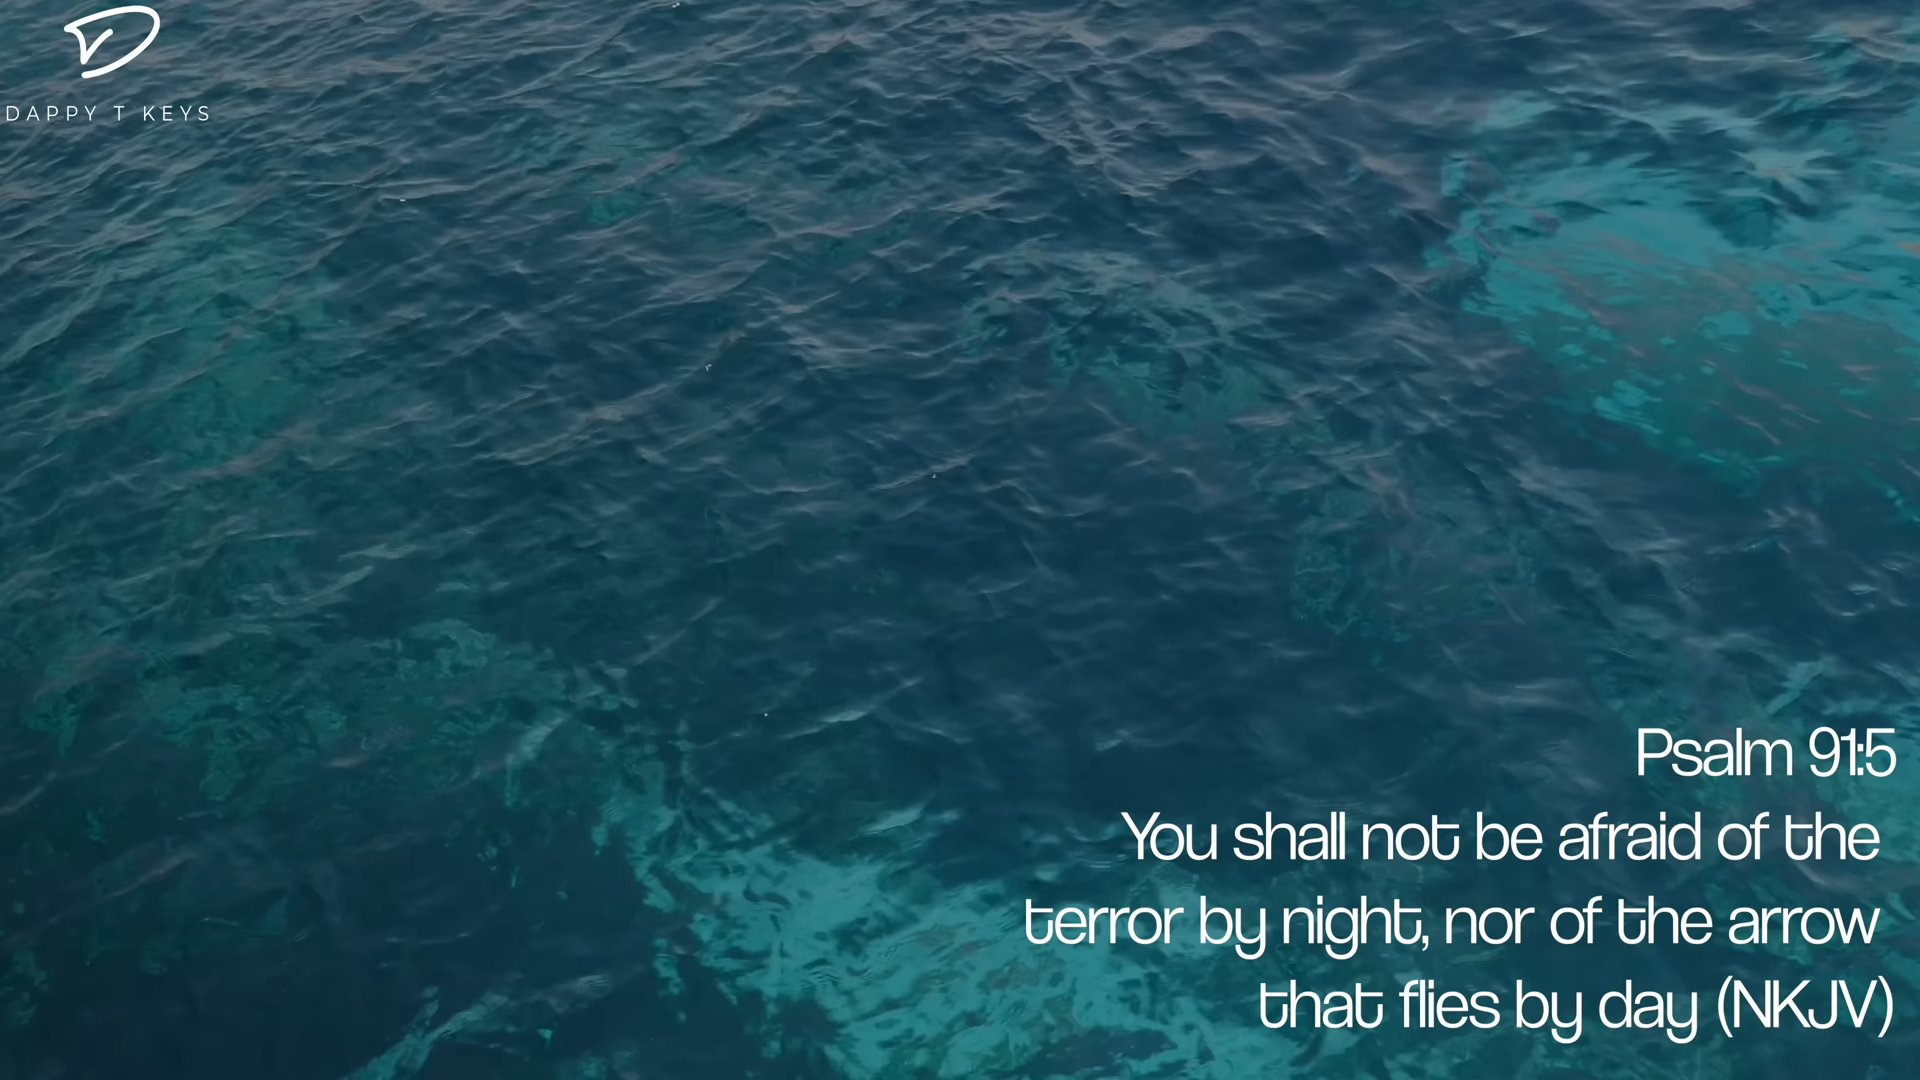 DAPPY T KEYS
Psalm 91:5
You shall not be afraid of the
terror by night, nor of the arrow
that flies by day (NKJV)